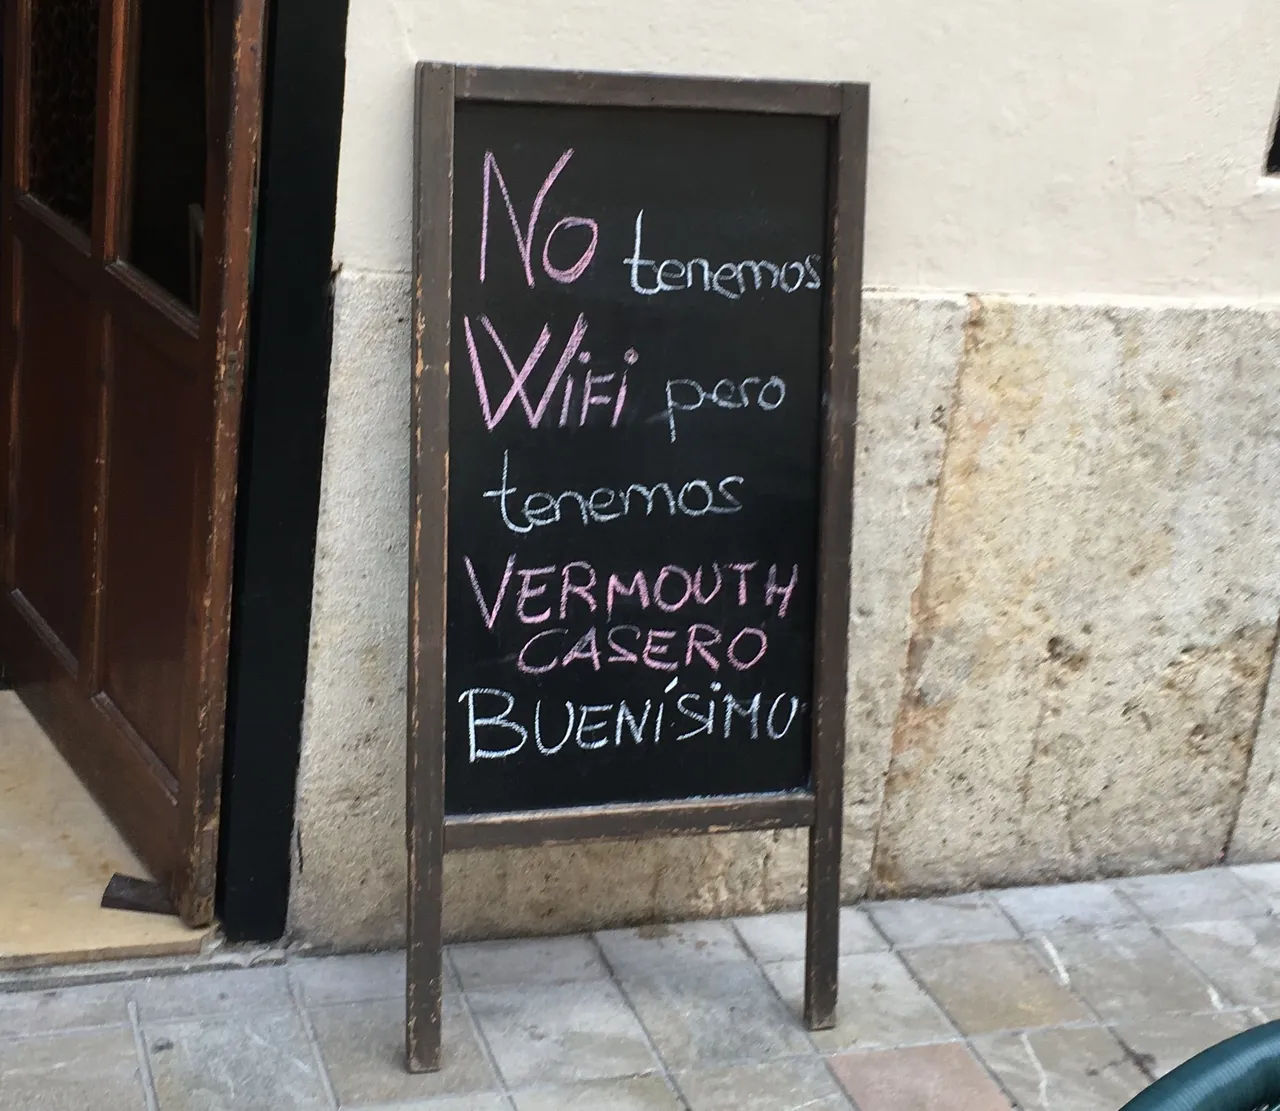 No tenemos
WiFi pero
tenemos
VERMOUTH
CASERO
BUENÍSIMO